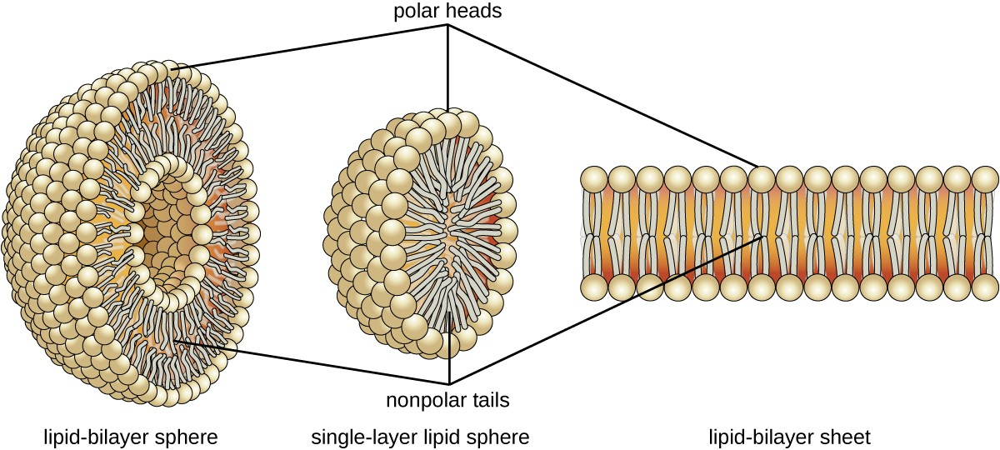 polar heads
nonpolar tails
lipid-bilayer sphere
single-layer lipid sphere
lipid-bilayer sheet